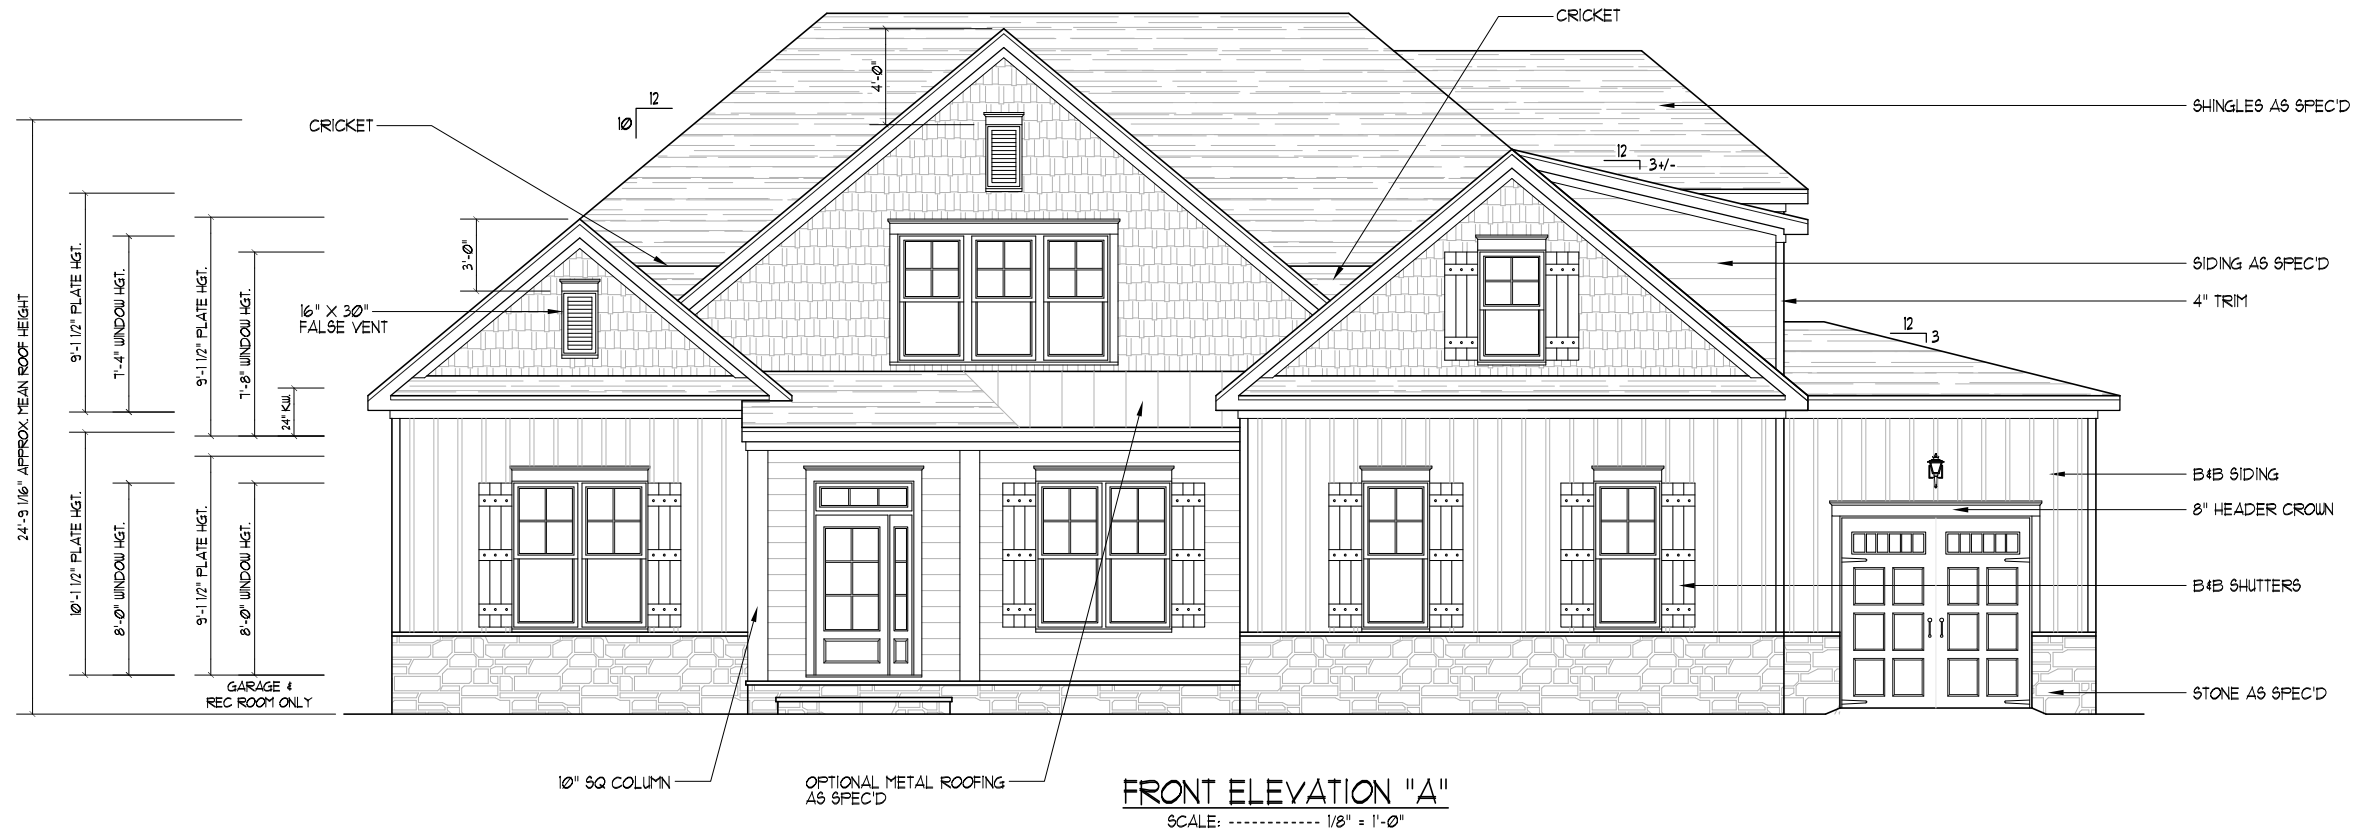 CRICKET
4'-0"
12
10
CRICKET
SHINGLES AS SPEC'D
12
3+/-
3'-0"
SIDING AS SPEC'D
4" TRIM
16" X 30"
FALSE VENT
12
3
24'-9 1/16" APPROX. MEAN ROOF HEIGHT
9'-1 1/2" PLATE HGT.
7'-4" WINDOW HGT.
9'-1 1/2" PLATE HGT.
7'-8" WINDOW HGT.
24" K.W.
10'-1 1/2" PLATE HGT.
8'-0" WINDOW HGT.
9'-1 1/2" PLATE HGT.
8'-0" WINDOW HGT.
B&B SIDING
8" HEADER CROWN
B&B SHUTTERS
GARAGE &
REC ROOM ONLY
STONE AS SPEC'D
10" SQ COLUMN
OPTIONAL METAL ROOFING
AS SPEC'D
FRONT ELEVATION "A"
SCALE: ------------ 1/8" = 1'-0"